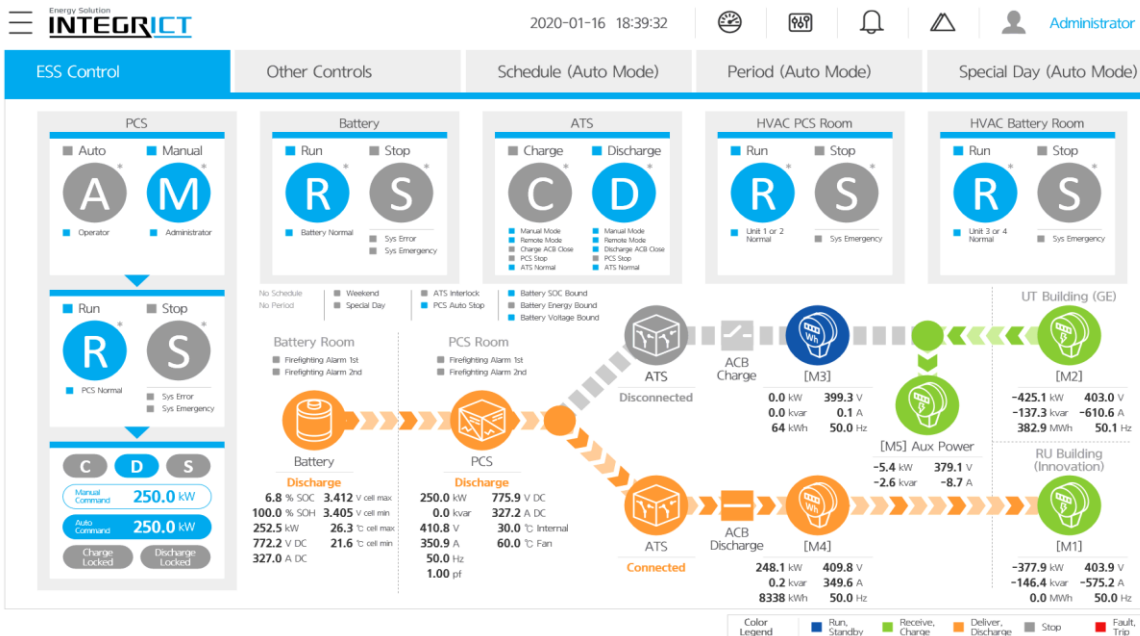 Energy Solution
INTEGRICT
2020-01-16 18:39:32
Administrator
ESS Control
Other Controls
Schedule (Auto Mode)
Period (Auto Mode)
Special Day (Auto Mode)
PCS
Auto
Manual
A
M
Operator
Administrator
Run
Stop
R
S
PCS Normal
Sys Error
Sys Emergency
C
D
S
Manual Command 250.0 kW
Auto Command 250.0 kW
Charge Locked
Discharge Locked
Battery
Run
Stop
R
S
Battery Normal
Sys Error
Sys Emergency
ATS
Charge
Discharge
C
D
Manual Mode
Remote Mode
Charge ACB Close
PCS Stop
ATS Normal
Manual Mode
Remote Mode
Discharge ACB Close
PCS Stop
ATS Normal
HVAC PCS Room
Run
Stop
R
S
Unit 1 or 2 Normal
Sys Emergency
HVAC Battery Room
Run
Stop
R
S
Unit 3 or 4 Normal
Sys Emergency
No Schedule
No Period
Weekend
Special Day
ATS Interlock
PCS Auto Stop
Battery SOC Bound
Battery Energy Bound
Battery Voltage Bound
Battery Room
Firefighting Alarm 1st
Firefighting Alarm 2nd
PCS Room
Firefighting Alarm 1st
Firefighting Alarm 2nd
Battery
Discharge
6.8 % SOC 3.412 V cell max
100.0 % SOH 3.405 V cell min
252.5 kW 26.3 ℃ cell max
772.2 V DC 21.6 ℃ cell min
327.0 A DC
PCS
Discharge
250.0 kW 775.9 V DC
0.0 kvar 327.2 A DC
410.8 V 30.0 ℃ Internal
350.9 A 60.0 ℃ Fan
50.0 Hz
1.00 pf
ATS
Disconnected
ACB
Charge
Wh
[M3]
0.0 kW 399.3 V
0.0 kvar 0.1 A
64 kWh 50.0 Hz
[M5] Aux Power
-5.4 kW 379.1 V
-2.6 kvar -8.7 A
UT Building (GE)
[M2]
-425.1 kW 403.0 V
-137.3 kvar -610.6 A
382.9 MWh 50.1 Hz
ATS
Connected
ACB
Discharge
Wh
[M4]
248.1 kW 409.8 V
0.2 kvar 349.6 A
8338 kWh 50.0 Hz
RU Building
(Innovation)
[M1]
-377.9 kW 403.9 V
-146.4 kvar -575.2 A
0.0 MWh 50.0 Hz
Color Legend
Run, Standby
Receive, Charge
Deliver, Discharge
Stop
Fault, Trip